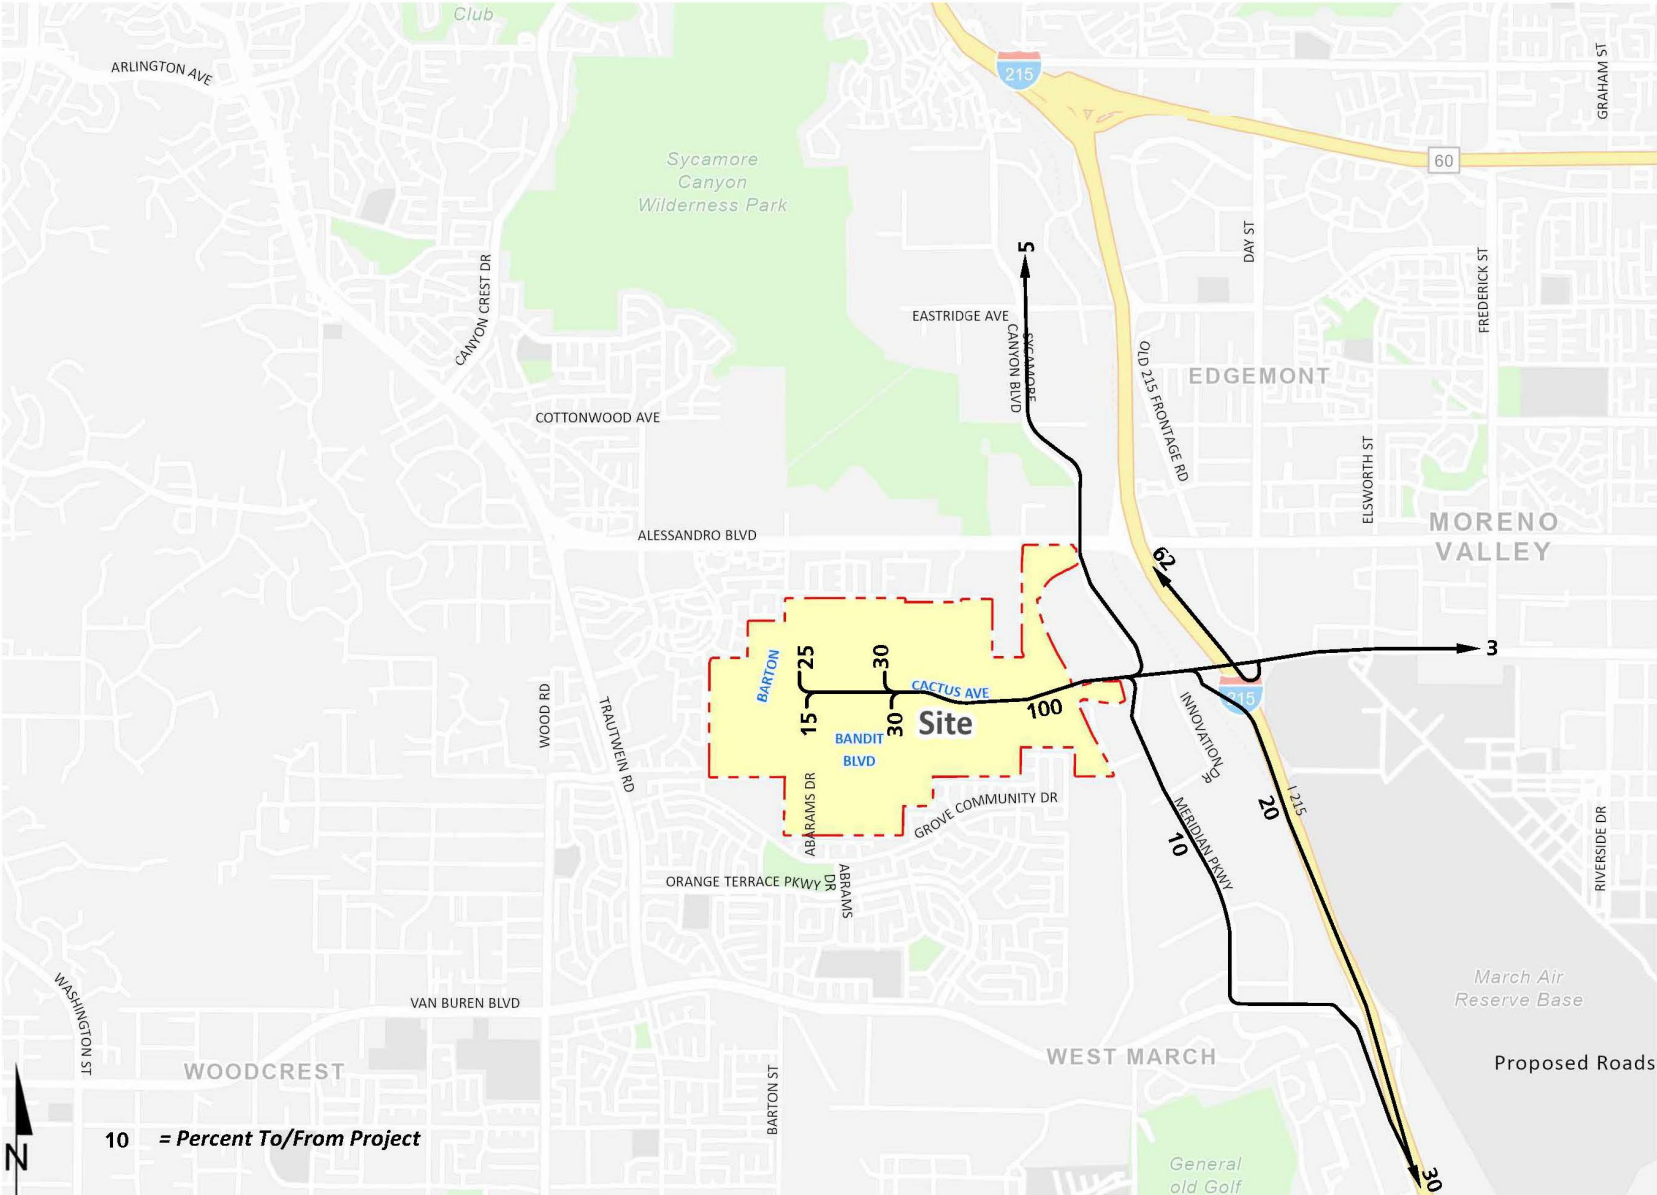 Club
ARLINGTON AVE
215
60
GRAHAM ST
Sycamore
Canyon
Wilderness Park
DAY ST
FREDERICK ST
CANYON CREST DR
5
EASTRIDGE AVE
SYCAMORE
CANYON BLVD
OLD 215 FRONTAGE RD
EDGEMONT
COTTONWOOD AVE
ELSWORTH ST
MORENO
VALLEY
ALESSANDRO BLVD
62
3
25
30
BARTON
CACTUS AVE
15
30
Site
100
BANDIT
BLVD
215
INNOVATION
DR
WOOD RD
TRAUTWEIN RD
ABARAMS DR
GROVE COMMUNITY DR
I 215
20
MERIDIAN PKWY
10
RIVERSIDE DR
ORANGE TERRACE PKWY
ABRAMS
DR
March Air
Reserve Base
WASHINGTON ST
VAN BUREN BLVD
WOODCREST
WEST MARCH
Proposed Roads
BARTON ST
10 = Percent To/From Project
N
General
old Golf
30